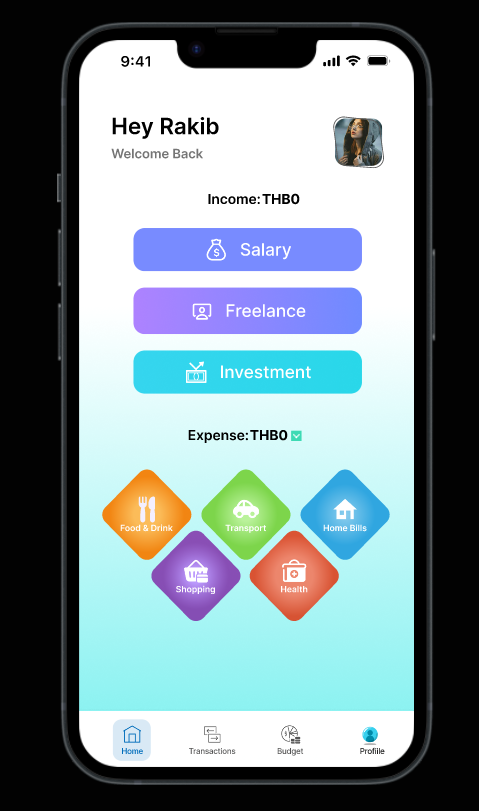 9:41
Hey Rakib
Welcome Back
Income:THB0
Salary
Freelance
Investment
Expense:THB0
Food & Drink
Transport
Home Bills
Shopping
Health
Home
Transactions
Budget
Profile